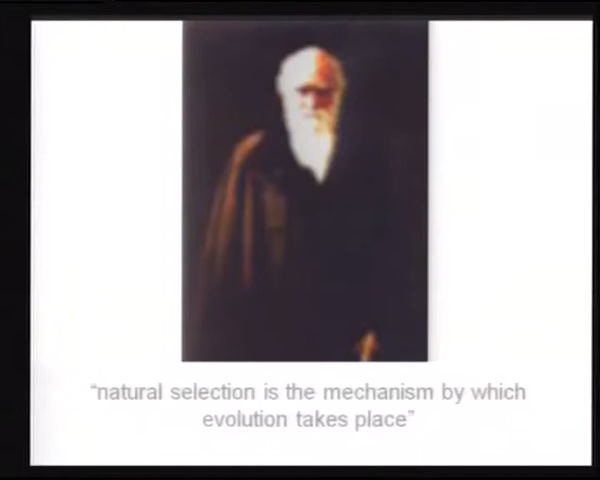 “natural selection is the mechanism by which
evolution takes place”